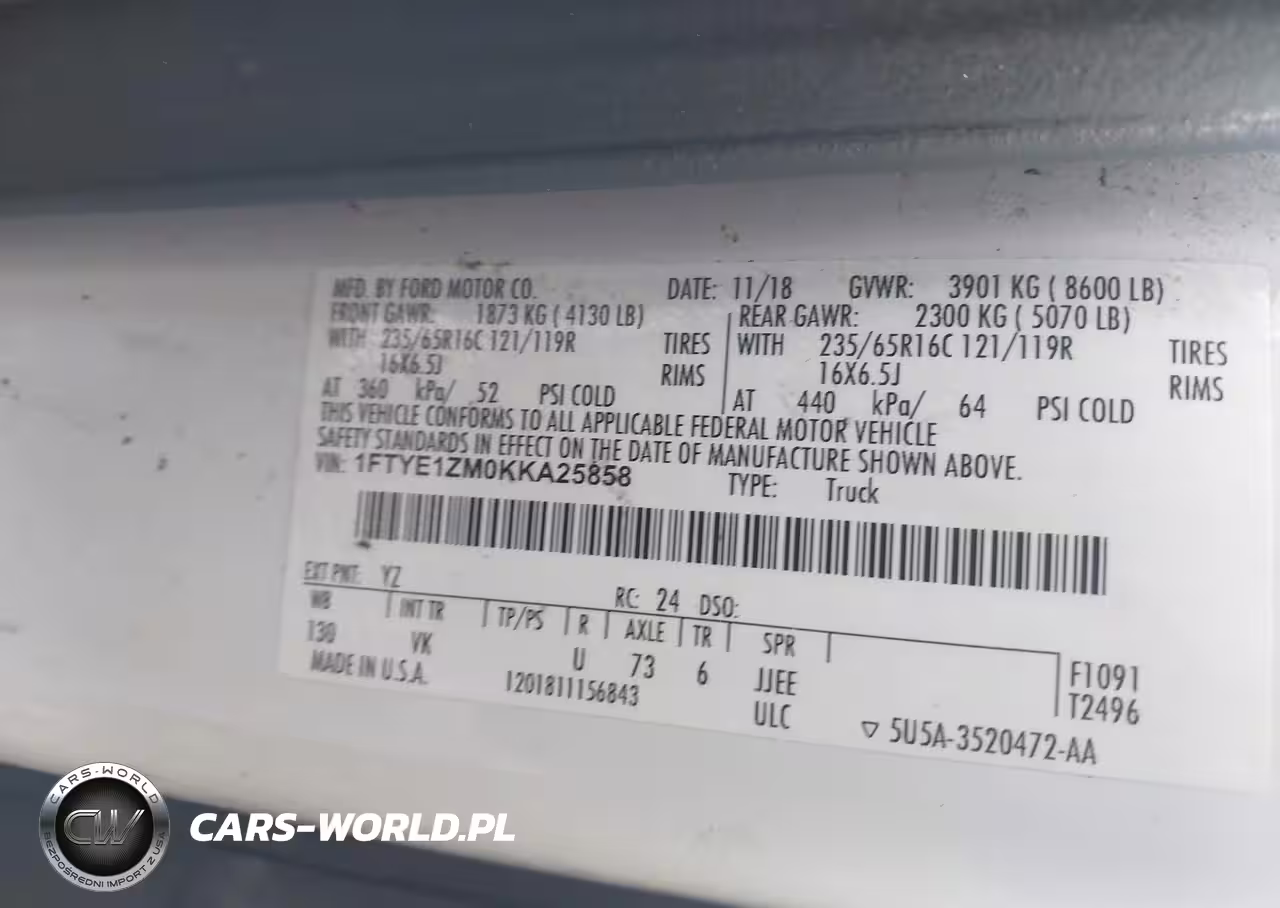 MFD. BY FORD MOTOR CO. DATE: 11/18 GVWR: 3901 KG ( 8600 LB)
FRONT GAWR: 1873 KG ( 4130 LB) REAR GAWR: 2300 KG ( 5070 LB)
WITH 235/65R16C 121/119R TIRES WITH 235/65R16C 121/119R TIRES
16X6.5J RIMS 16X6.5J RIMS
AT 360 kPa/ 52 PSI COLD AT 440 kPa/ 64 PSI COLD
THIS VEHICLE CONFORMS TO ALL APPLICABLE FEDERAL MOTOR VEHICLE
SAFETY STANDARDS IN EFFECT ON THE DATE OF MANUFACTURE SHOWN ABOVE.
VIN: 1FTYE1ZM0KKA25858 TYPE: Truck
EXT PNT: YZ RC: 24 DSO:
WB INT TR TP/PS R AXLE TR SPR
130 VK U 73 6 JJEE F1091
MADE IN U.S.A. 1201811156843 ULC T2496
▽ 5U5A-3520472-AA
CARS-WORLD
CW
BEZPOŚREDNI IMPORT Z USA
CARS-WORLD.PL